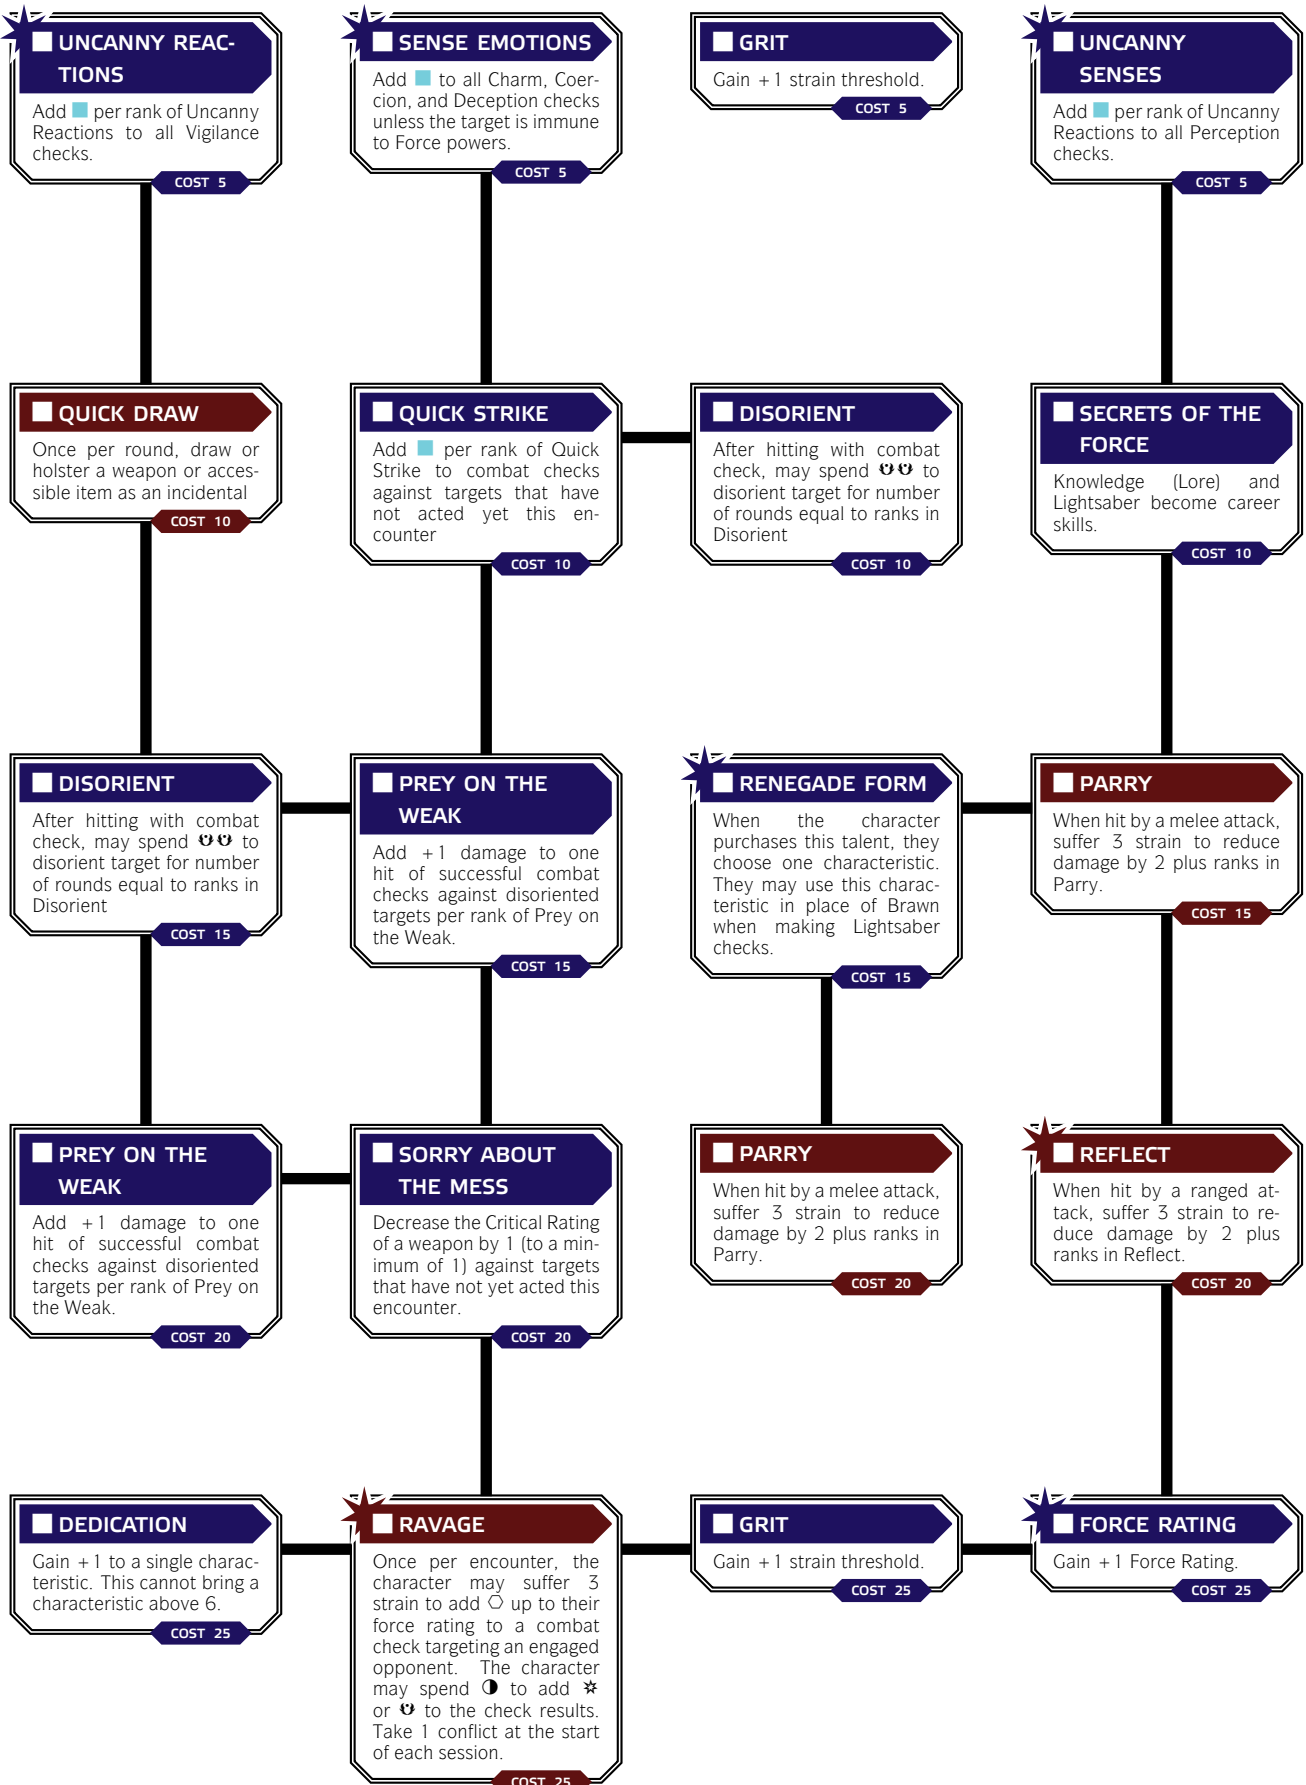 UNCANNY REAC-
TIONS
Add per rank of Uncanny
Reactions to all Vigilance
checks.
COST 5
SENSE EMOTIONS
Add to all Charm, Coer-
cion, and Deception checks
unless the target is immune
to Force powers.
COST 5
GRIT
Gain +1 strain threshold.
COST 5
UNCANNY
SENSES
Add per rank of Uncanny
Reactions to all Perception
checks.
COST 5
QUICK DRAW
Once per round, draw or
holster a weapon or acces-
sible item as an incidental
COST 10
QUICK STRIKE
Add per rank of Quick
Strike to combat checks
against targets that have
not acted yet this en-
counter
COST 10
DISORIENT
After hitting with combat
check, may spend to
disorient target for number
of rounds equal to ranks in
Disorient
COST 10
SECRETS OF THE
FORCE
Knowledge (Lore) and
Lightsaber become career
skills.
COST 10
DISORIENT
After hitting with combat
check, may spend to
disorient target for number
of rounds equal to ranks in
Disorient
COST 15
PREY ON THE
WEAK
Add +1 damage to one
hit of successful combat
checks against disoriented
targets per rank of Prey on
the Weak.
COST 15
RENEGADE FORM
When the character
purchases this talent, they
choose one characteristic.
They may use this charac-
teristic in place of Brawn
when making Lightsaber
checks.
COST 15
PARRY
When hit by a melee attack,
suffer 3 strain to reduce
damage by 2 plus ranks in
Parry.
COST 15
PREY ON THE
WEAK
Add +1 damage to one
hit of successful combat
checks against disoriented
targets per rank of Prey on
the Weak.
COST 20
SORRY ABOUT
THE MESS
Decrease the Critical Rating
of a weapon by 1 (to a min-
imum of 1) against targets
that have not yet acted this
encounter.
COST 20
PARRY
When hit by a melee attack,
suffer 3 strain to reduce
damage by 2 plus ranks in
Parry.
COST 20
REFLECT
When hit by a ranged at-
tack, suffer 3 strain to re-
duce damage by 2 plus
ranks in Reflect.
COST 20
DEDICATION
Gain +1 to a single charac-
teristic. This cannot bring a
characteristic above 6.
COST 25
RAVAGE
Once per encounter, the
character may suffer 3
strain to add up to their
force rating to a combat
check targeting an engaged
opponent. The character
may spend to add
or to the check results.
Take 1 conflict at the start
of each session.
COST 25
GRIT
Gain +1 strain threshold.
COST 25
FORCE RATING
Gain +1 Force Rating.
COST 25